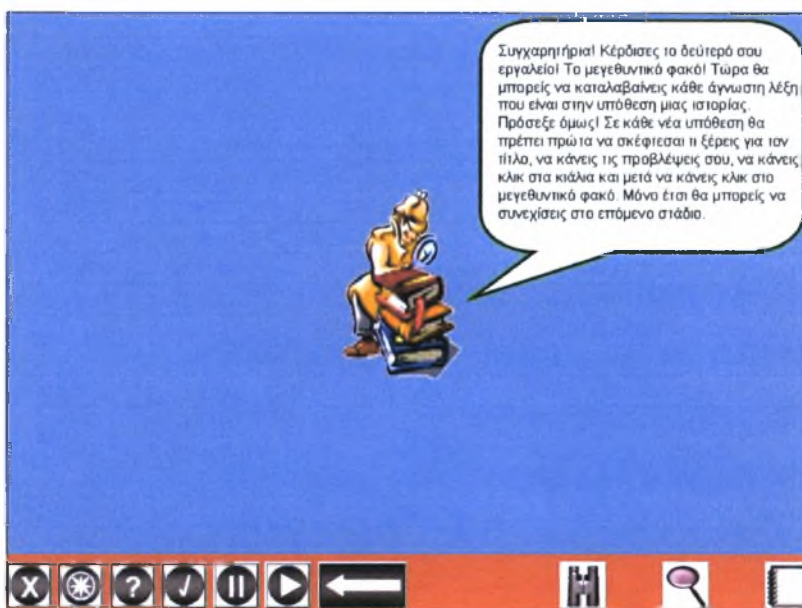 Συγχαρητήρια! Κέρδισες το δεύτερό σου
εργαλείο! Το μεγεθυντικό φακό! Τώρα θα
μπορείς να καταλαβαίνεις κάθε άγνωστη λέξη
που είναι στην υπόθεση μιας ιστορίας.
Πρόσεξε όμως! Σε κάθε νέα υπόθεση θα
πρέπει πρώτα να σκέφτεσαι τι ξέρεις για τον
τίτλο, να κάνεις τις προβλέψεις σου, να κάνεις
κλικ στα κιάλια και μετά να κάνεις κλικ στο
μεγεθυντικό φακό. Μόνο έτσι θα μπορείς να
συνεχίσεις στο επόμενο στάδιο.